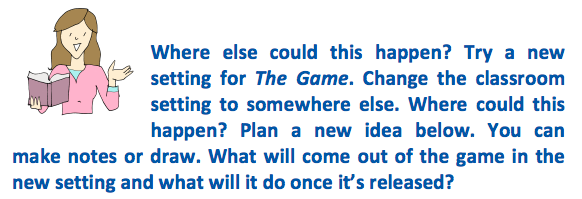 Where else could this happen? Try a new
setting for The Game. Change the classroom
setting to somewhere else. Where could this
happen? Plan a new idea below. You can
make notes or draw. What will come out of the game in the
new setting and what will it do once it’s released?